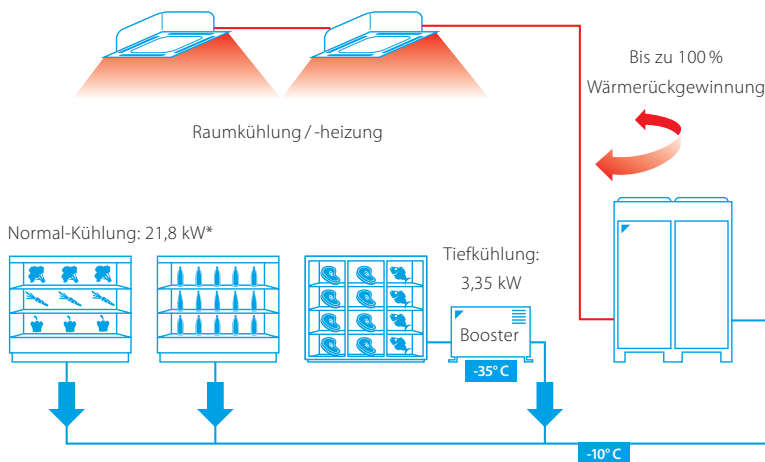 Bis zu 100 %
Wärmerückgewinnung
Raumkühlung / -heizung
Normal-Kühlung: 21,8 kW*
Tiefkühlung:
3,35 kW
Booster
-35° C
-10° C